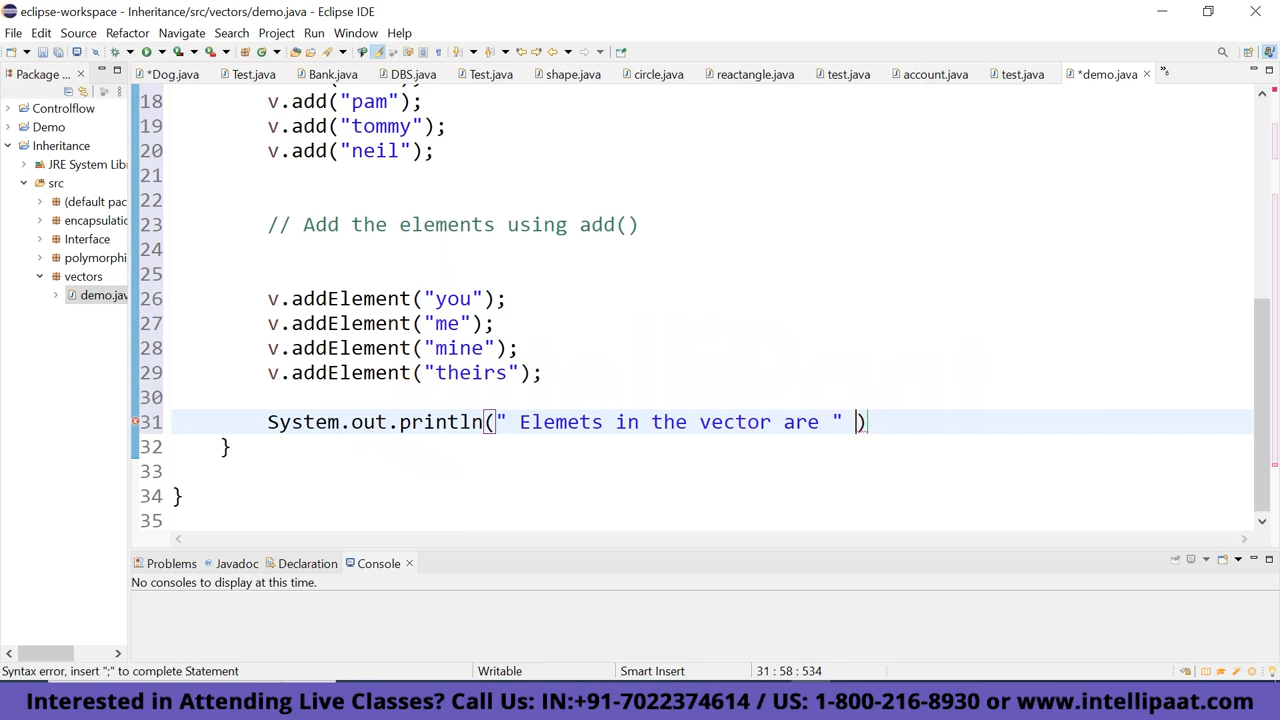 eclipse-workspace - Inheritance/src/vectors/demo.java - Eclipse IDE
File Edit Source Refactor Navigate Search Project Run Window Help
Package ...
*Dog.java Test.java Bank.java DBS.java Test.java shape.java circle.java reactangle.java test.java account.java test.java *demo.java
Controlflow
Demo
Inheritance
JRE System Lib
src
(default pac
encapsulatic
Interface
polymorphi
vectors
demo.jav
18 v.add("pam");
19 v.add("tommy");
20 v.add("neil");
21
22
23 // Add the elements using add()
24
25
26 v.addElement("you");
27 v.addElement("me");
28 v.addElement("mine");
29 v.addElement("theirs");
30
31 System.out.println(" Elemets in the vector are " )
32 }
33
34 }
35
Problems Javadoc Declaration Console
No consoles to display at this time.
Syntax error, insert ";" to complete Statement Writable Smart Insert 31 : 58 : 534
Interested in Attending Live Classes? Call Us: IN:+91-7022374614 / US: 1-800-216-8930 or www.intellipaat.com